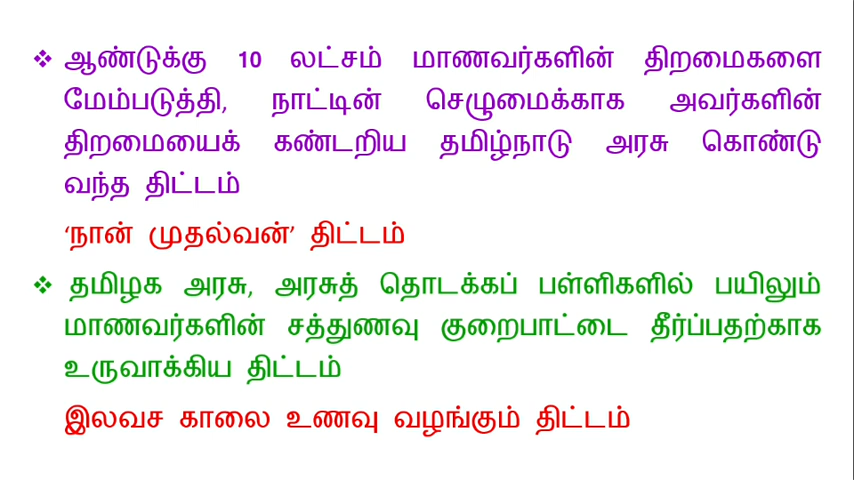 ❖ ஆண்டுக்கு 10 லட்சம் மாணவர்களின் திறமைகளை
மேம்படுத்தி, நாட்டின் செழுமைக்காக அவர்களின்
திறமையைக் கண்டறிய தமிழ்நாடு அரசு கொண்டு
வந்த திட்டம்
‘நான் முதல்வன்’ திட்டம்
❖ தமிழக அரசு, அரசுத் தொடக்கப் பள்ளிகளில் பயிலும்
மாணவர்களின் சத்துணவு குறைபாட்டை தீர்ப்பதற்காக
உருவாக்கிய திட்டம்
இலவச காலை உணவு வழங்கும் திட்டம்